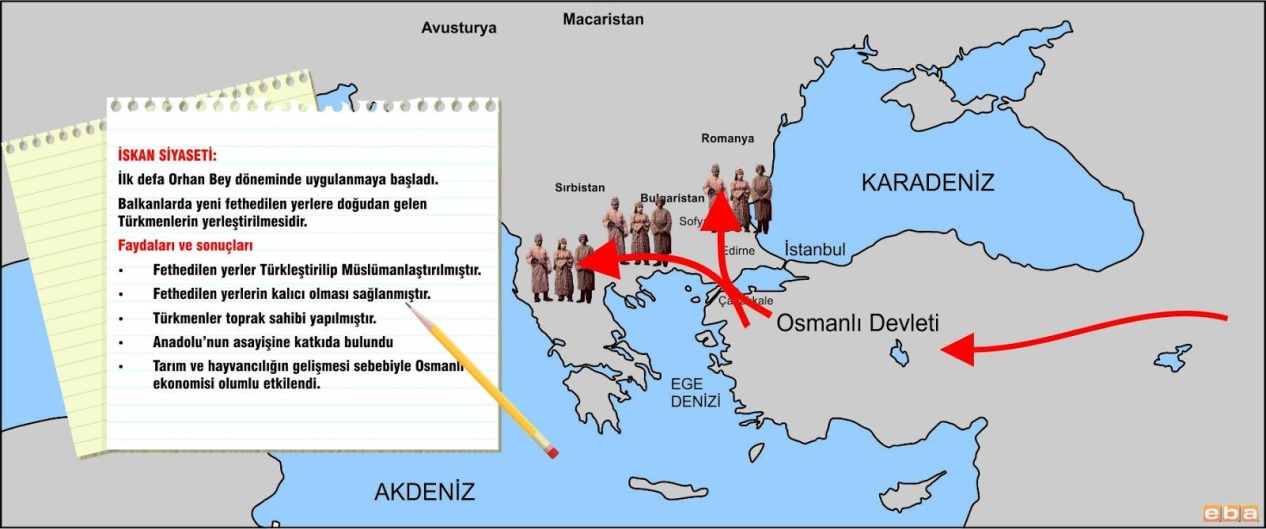 Avusturya
Macaristan
Romanya
KARADENİZ
Sırbistan
Bulgaristan
Sofya
Edirne
İstanbul
Çanakkale
Osmanlı Devleti
EGE
DENİZİ
AKDENİZ
İSKAN SİYASETİ:
İlk defa Orhan Bey döneminde uygulanmaya başladı.
Balkanlarda yeni fethedilen yerlere doğudan gelen
Türkmenlerin yerleştirilmesidir.
Faydaları ve sonuçları
• Fethedilen yerler Türkleştirilip Müslümanlaştırılmıştır.
• Fethedilen yerlerin kalıcı olması sağlanmıştır.
• Türkmenler toprak sahibi yapılmıştır.
• Anadolu’nun asayişine katkıda bulundu
• Tarım ve hayvancılığın gelişmesi sebebiyle Osmanlı
ekonomisi olumlu etkilendi.
eba